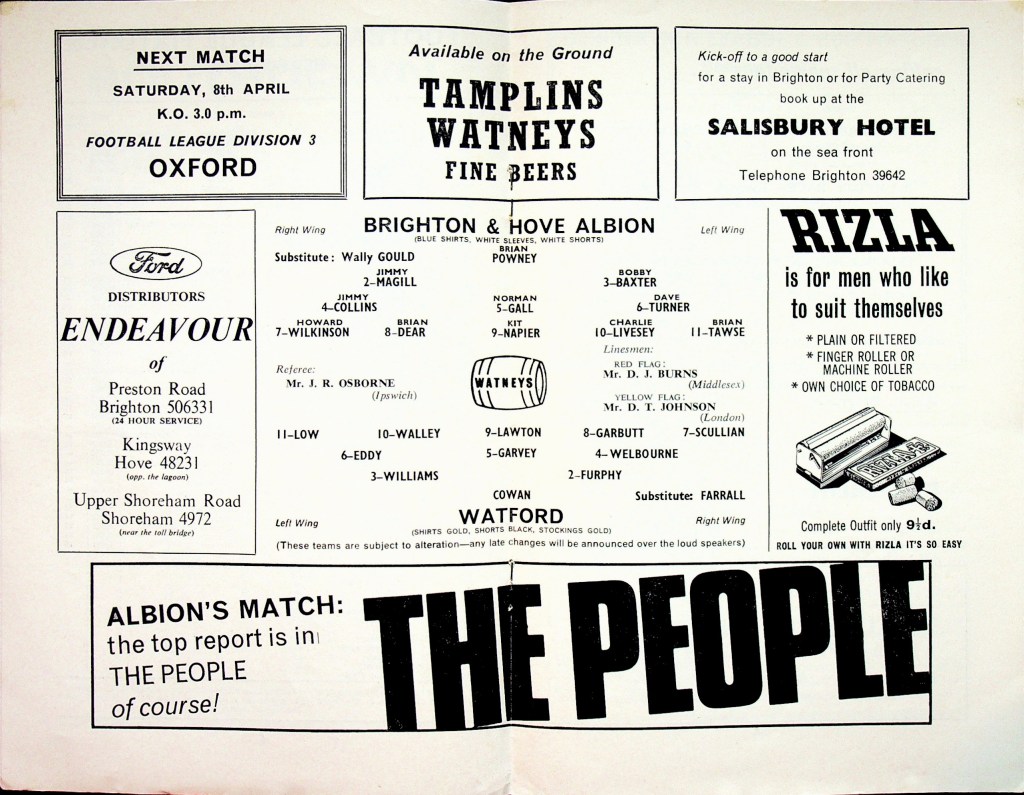 NEXT MATCH
SATURDAY, 8th APRIL
K.O. 3.0 p.m.
FOOTBALL LEAGUE DIVISION 3
OXFORD
Available on the Ground
TAMPLINS
WATNEYS
FINE BEERS
Kick-off to a good start
for a stay in Brighton or for Party Catering
book up at the
SALISBURY HOTEL
on the sea front
Telephone Brighton 39642
Ford
DISTRIBUTORS
ENDEAVOUR
of
Preston Road
Brighton 506331
(24 HOUR SERVICE)
Kingsway
Hove 48231
(opp. the lagoon)
Upper Shoreham Road
Shoreham 4972
(near the toll bridge)
Right Wing BRIGHTON & HOVE ALBION Left Wing
(BLUE SHIRTS, WHITE SLEEVES, WHITE SHORTS)
Substitute: Wally GOULD BRIAN
POWNEY
JIMMY BOBBY
2–MAGILL 3–BAXTER
JIMMY NORMAN DAVE
4–COLLINS 5–GALL 6–TURNER
HOWARD BRIAN KIT CHARLIE BRIAN
7–WILKINSON 8–DEAR 9–NAPIER 10–LIVESEY 11–TAWSE
Referee:
Mr. J. R. OSBORNE
(Ipswich)
WATNEYS
Linesmen:
RED FLAG:
Mr. D. J. BURNS
(Middlesex)
YELLOW FLAG:
Mr. D. T. JOHNSON
(London)
11–LOW 10–WALLEY 9–LAWTON 8–GARBUTT 7–SCULLIAN
6–EDDY 5–GARVEY 4–WELBOURNE
3–WILLIAMS 2–FURPHY
COWAN Substitute: FARRALL
Left Wing WATFORD Right Wing
(SHIRTS GOLD, SHORTS BLACK, STOCKINGS GOLD)
(These teams are subject to alteration—any late changes will be announced over the loud speakers)
RIZLA
is for men who like
to suit themselves
* PLAIN OR FILTERED
* FINGER ROLLER OR
MACHINE ROLLER
* OWN CHOICE OF TOBACCO
RIZLA
Complete Outfit only 9½d.
ROLL YOUR OWN WITH RIZLA IT'S SO EASY
ALBION'S MATCH:
the top report is in
THE PEOPLE
of course!
THE PEOPLE